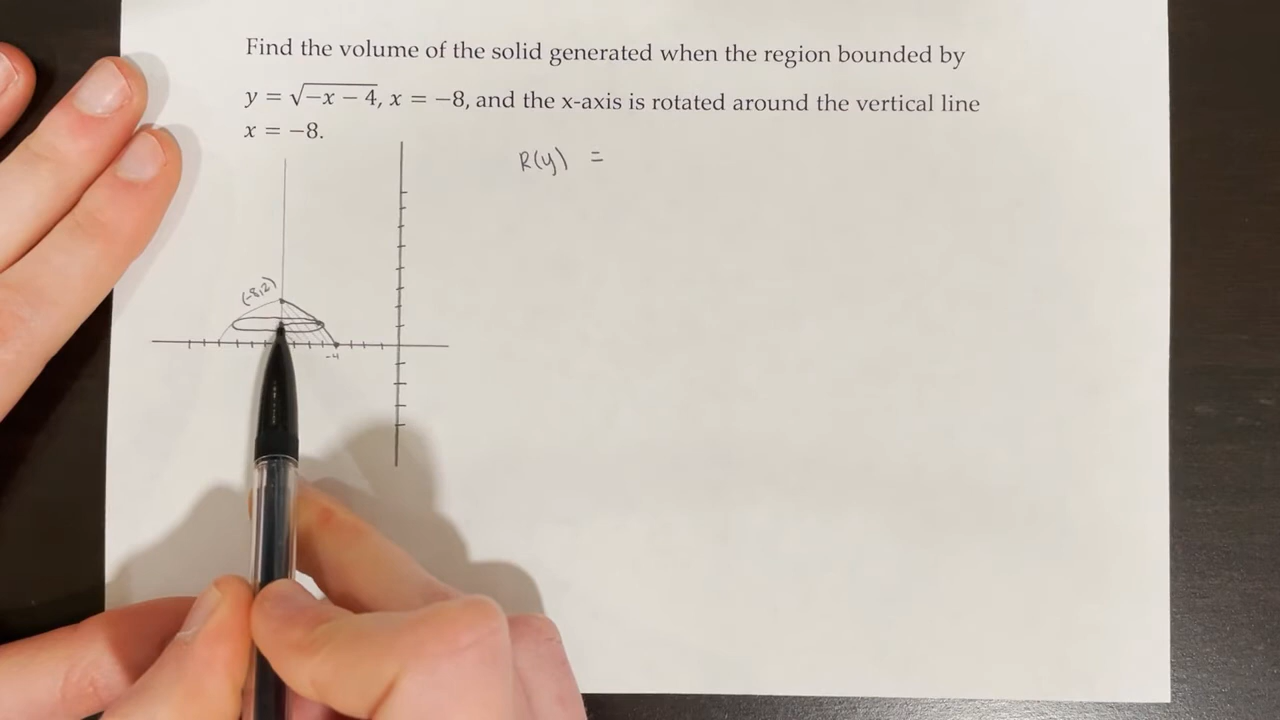 Find the volume of the solid generated when the region bounded by
y = √−x − 4, x = −8, and the x-axis is rotated around the vertical line
x = −8.
R(y) =
(-8,2)
-4